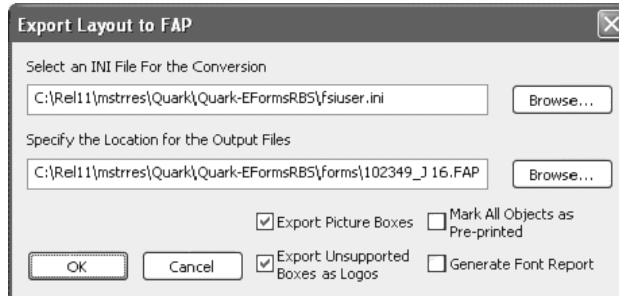 Export Layout to FAP
Select an INI File For the Conversion
C:\Rel11\mstrres\Quark\Quark-EFormsRBS\fsiuser.ini
Browse...
Specify the Location for the Output Files
C:\Rel11\mstrres\Quark\Quark-EFormsRBS\forms\102349_J16.FAP
Browse...
Export Picture Boxes
Mark All Objects as
Pre-printed
Export Unsupported
Boxes as Logos
Generate Font Report
OK
Cancel